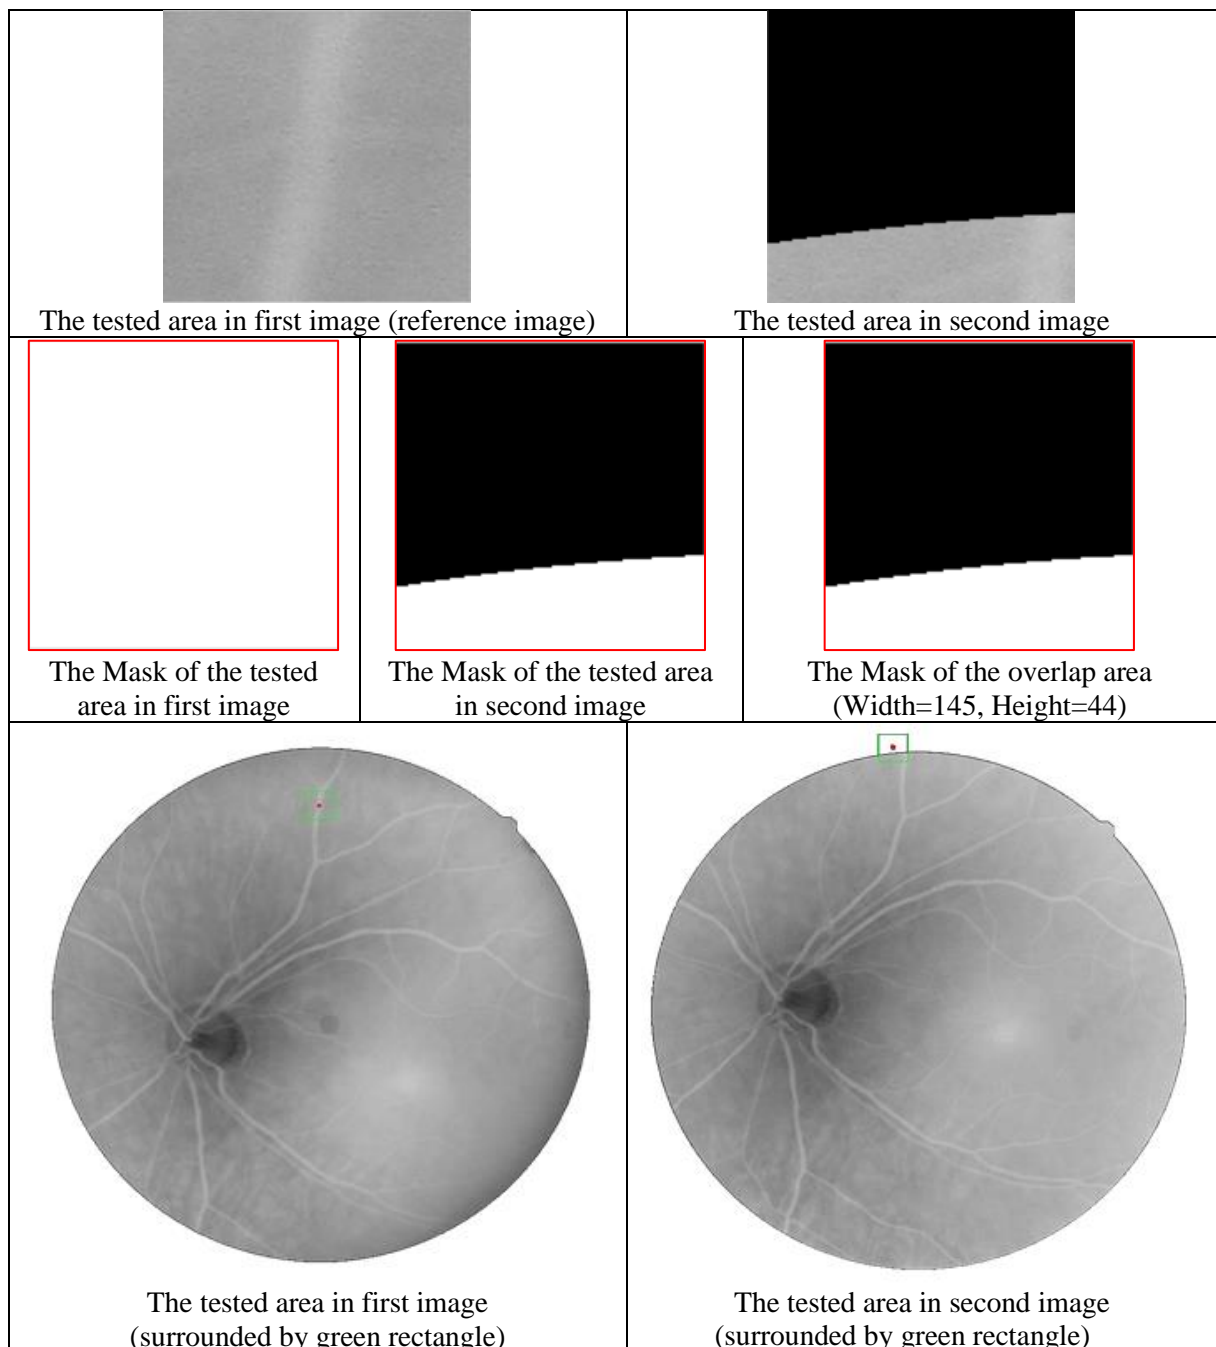 The tested area in first image (reference image)
The tested area in second image
The Mask of the tested
area in first image
The Mask of the tested area
in second image
The Mask of the overlap area
(Width=145, Height=44)
The tested area in first image
(surrounded by green rectangle)
The tested area in second image
(surrounded by green rectangle)